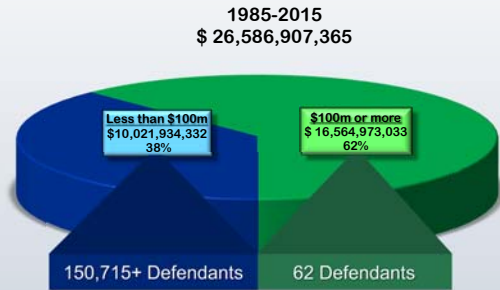 1985-2015
$ 26,586,907,365
Less than $100m
$10,021,934,332
38%
$100m or more
$ 16,564,973,033
62%
150,715+ Defendants
62 Defendants